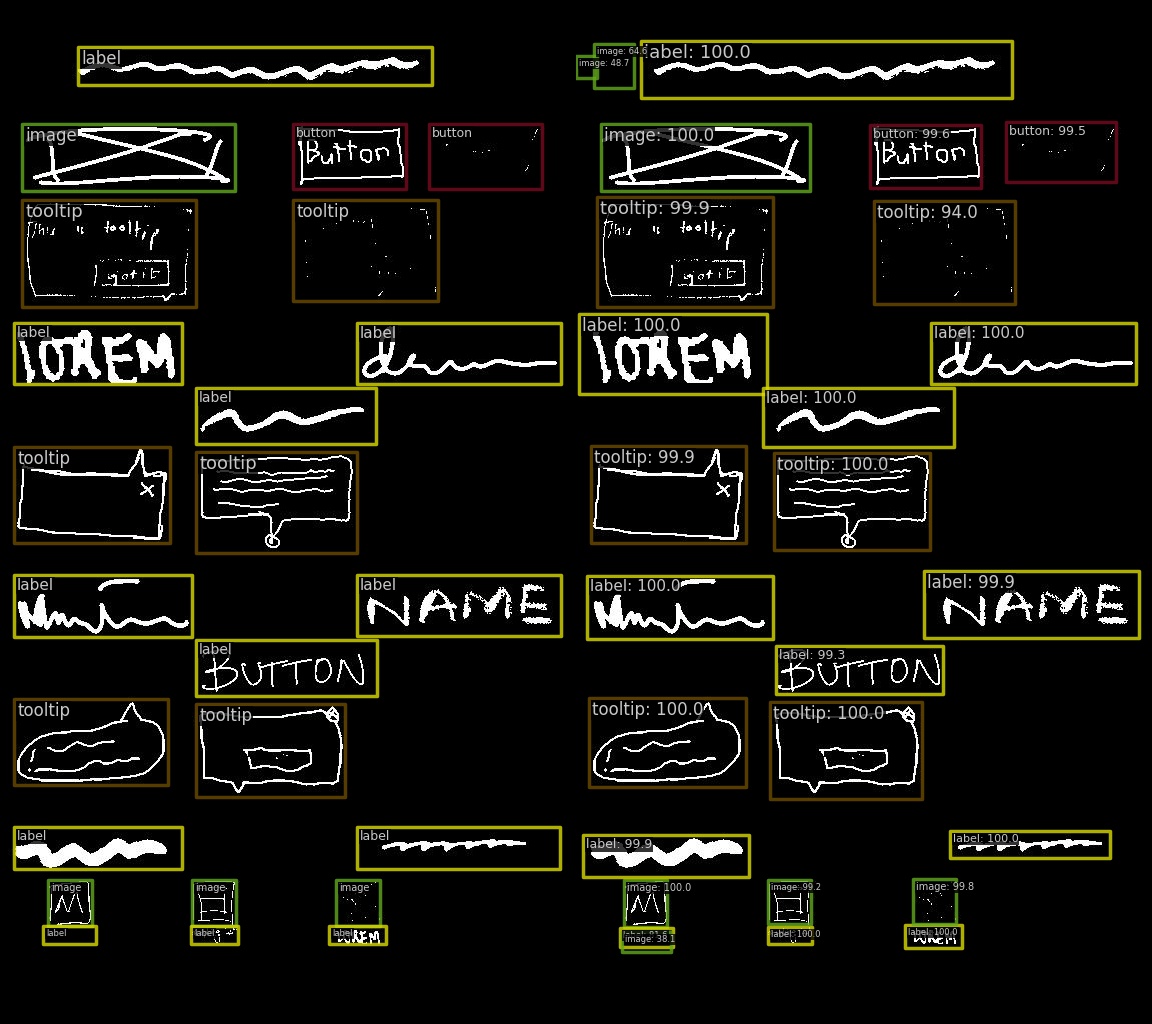 label label: 100.0
image: 64.6
image: 48.7
image button button image: 100.0 button: 99.6 button: 99.5
Button Button
tooltip tooltip tooltip: 99.9 tooltip: 94.0
This is tooltip This is tooltip
got it got it
label label label: 100.0 label: 100.0
lOREM lOREM
label label: 100.0
tooltip tooltip tooltip: 99.9 tooltip: 100.0
label label label: 100.0 label: 99.9
NAME NAME
label label: 99.3
BUTTON BUTTON
tooltip tooltip tooltip: 100.0 tooltip: 100.0
label label label: 99.9 label: 100.0
image image image image: 100.0 image: 99.2 image: 99.8
label label label image: 38.1 label: 100.0 label: 100.0
lOREM lOREM